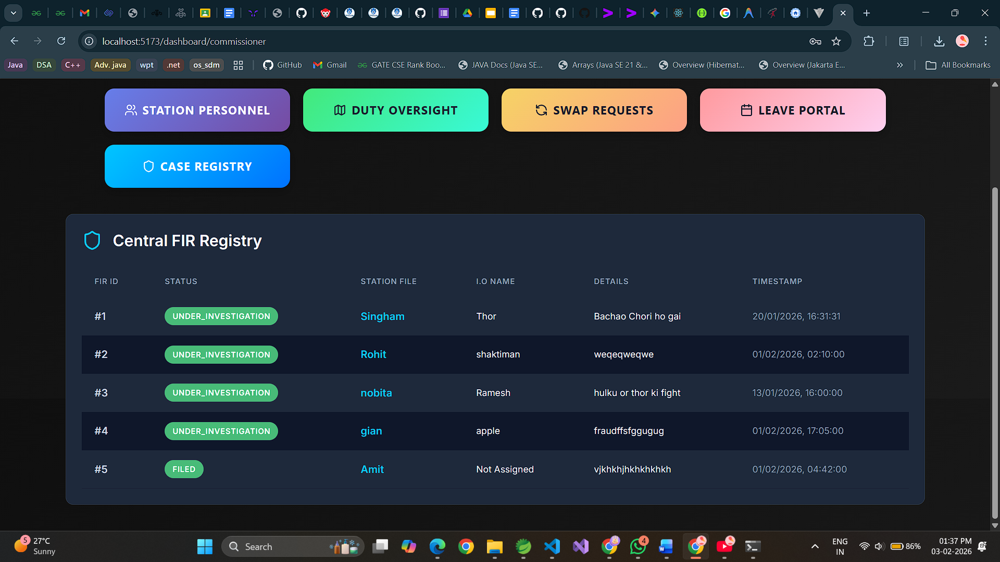 localhost:5173/dashboard/commissioner
Java DSA C++ Adv. java wpt .net os_sdm GitHub Gmail GATE CSE Rank Boo... JAVA Docs (Java SE... Arrays (Java SE 21 &... Overview (Hibernat... Overview (Jakarta E... » All Bookmarks
STATION PERSONNEL DUTY OVERSIGHT SWAP REQUESTS LEAVE PORTAL
CASE REGISTRY
Central FIR Registry
FIR ID STATUS STATION FILE I.O NAME DETAILS TIMESTAMP
#1 UNDER_INVESTIGATION Singham Thor Bachao Chori ho gai 20/01/2026, 16:31:31
#2 UNDER_INVESTIGATION Rohit shaktiman weqeqweqwe 01/02/2026, 02:10:00
#3 UNDER_INVESTIGATION nobita Ramesh hulku or thor ki fight 13/01/2026, 16:00:00
#4 UNDER_INVESTIGATION gian apple fraudffsfggugug 01/02/2026, 17:05:00
#5 FILED Amit Not Assigned vjkhkhjhkhkhkhkh 01/02/2026, 04:42:00
5 27°C Search 4 ENG 86% 01:37 PM
Sunny IN 03-02-2026